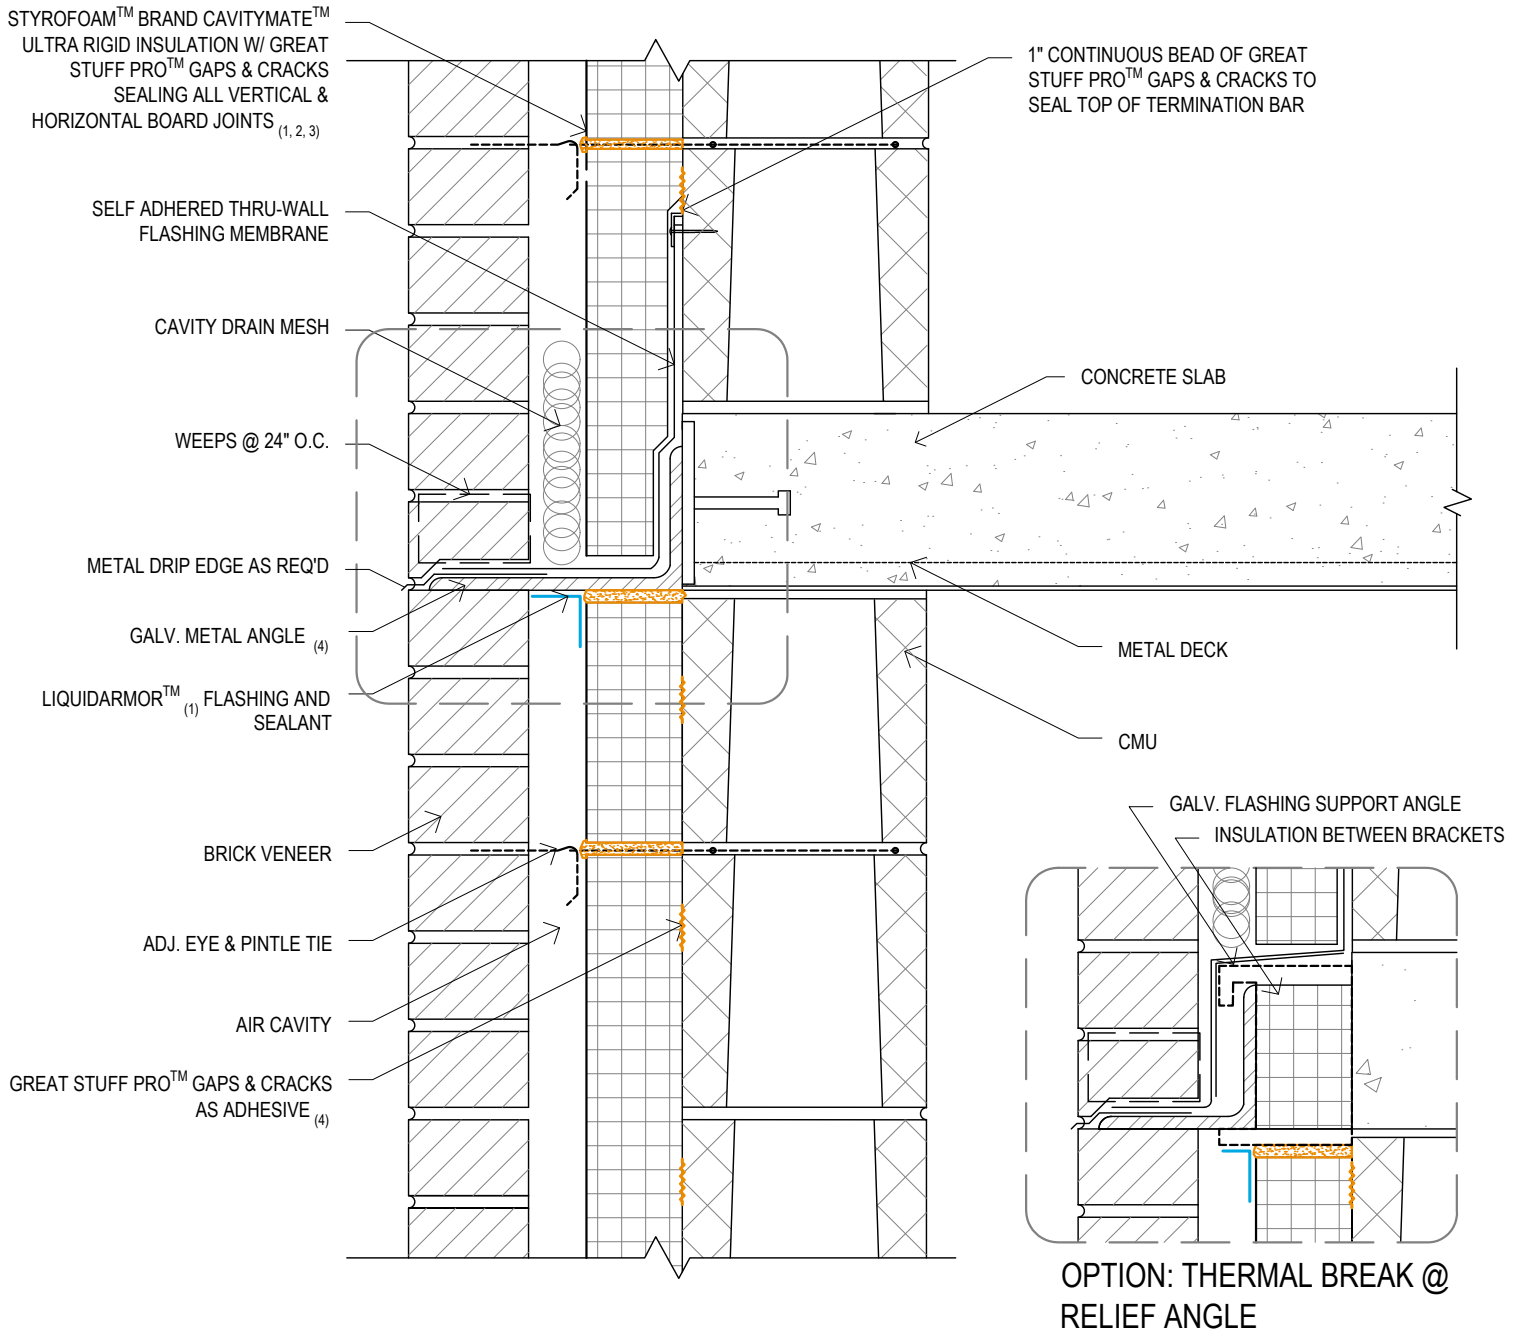 STYROFOAM™ BRAND CAVITYMATE™
ULTRA RIGID INSULATION W/ GREAT
STUFF PRO™ GAPS & CRACKS
SEALING ALL VERTICAL &
HORIZONTAL BOARD JOINTS (1, 2, 3)
1" CONTINUOUS BEAD OF GREAT
STUFF PRO™ GAPS & CRACKS TO
SEAL TOP OF TERMINATION BAR
SELF ADHERED THRU-WALL
FLASHING MEMBRANE
CAVITY DRAIN MESH
CONCRETE SLAB
WEEPS @ 24" O.C.
METAL DRIP EDGE AS REQ'D
GALV. METAL ANGLE (4)
METAL DECK
LIQUIDARMOR™ (1) FLASHING AND
SEALANT
CMU
GALV. FLASHING SUPPORT ANGLE
INSULATION BETWEEN BRACKETS
BRICK VENEER
ADJ. EYE & PINTLE TIE
AIR CAVITY
GREAT STUFF PRO™ GAPS & CRACKS
AS ADHESIVE (4)
OPTION: THERMAL BREAK @
RELIEF ANGLE